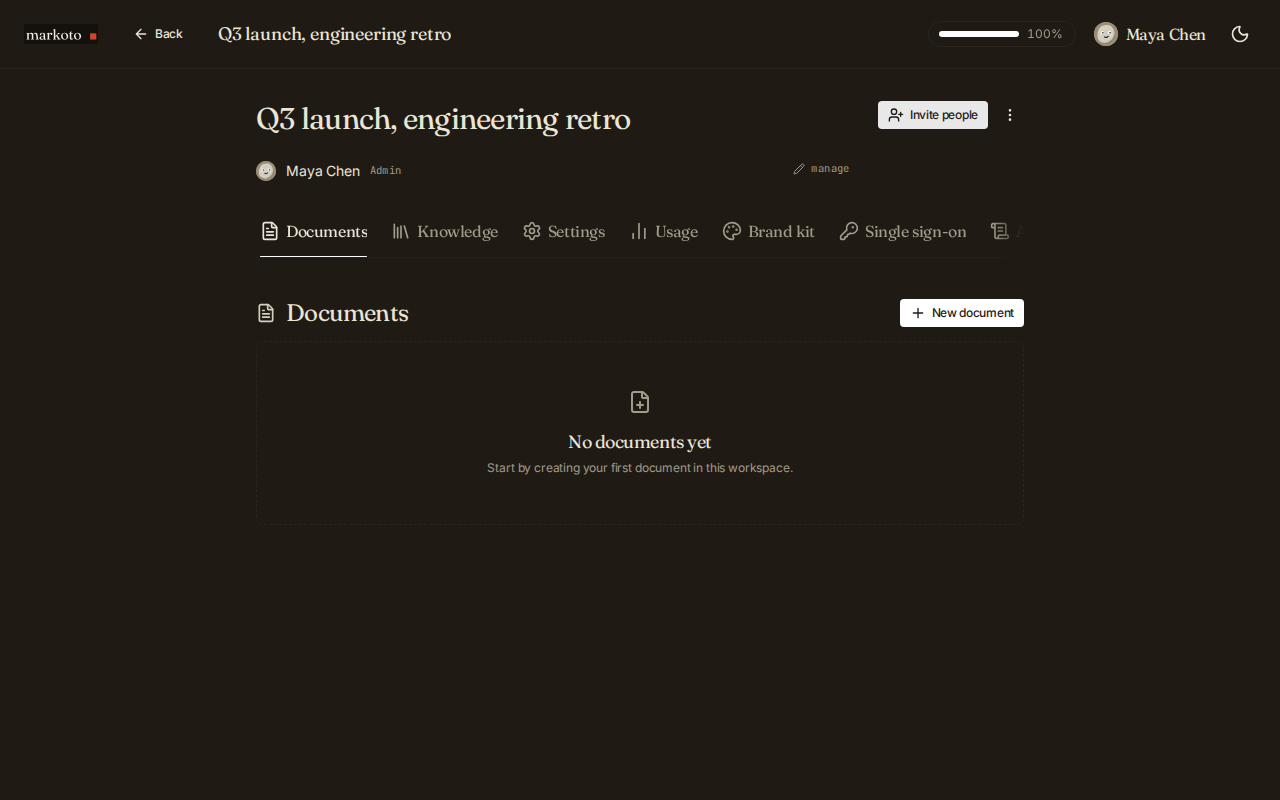 markoto
Back
Q3 launch, engineering retro
100%
Maya Chen
Q3 launch, engineering retro
Invite people
Maya Chen Admin
manage
Documents Knowledge Settings Usage Brand kit Single sign-on
Documents
New document
No documents yet
Start by creating your first document in this workspace.